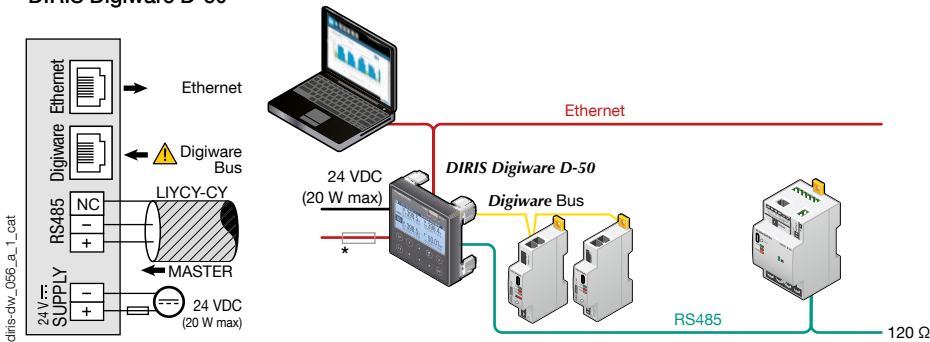 DIRIS Digiware D-50
Ethernet
Ethernet
Digiware
Digiware
Bus
LIYCY-CY
RS485
NC
–
+
MASTER
24 V
SUPPLY
–
+
24 VDC
(20 W max)
diris-dw_056_a_1_cat
Ethernet
DIRIS Digiware D-50
24 VDC
(20 W max)
Digiware Bus
*
RS485
120 Ω